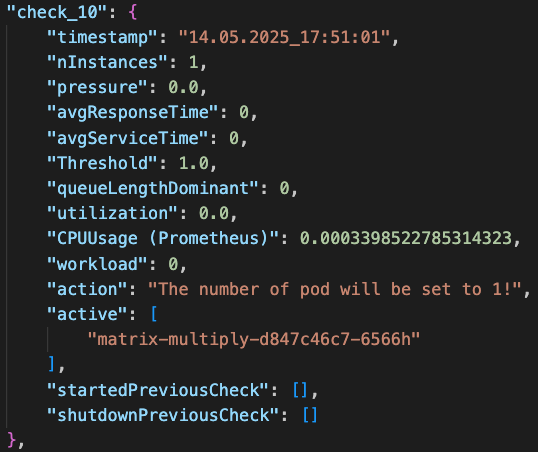 "check_10": {
"timestamp": "14.05.2025_17:51:01",
"nInstances": 1,
"pressure": 0.0,
"avgResponseTime": 0,
"avgServiceTime": 0,
"Threshold": 1.0,
"queueLengthDominant": 0,
"utilization": 0.0,
"CPUUsage (Prometheus)": 0.0003398522785314323,
"workload": 0,
"action": "The number of pod will be set to 1!",
"active": [
"matrix-multiply-d847c46c7-6566h"
],
"startedPreviousCheck": [],
"shutdownPreviousCheck": []
},